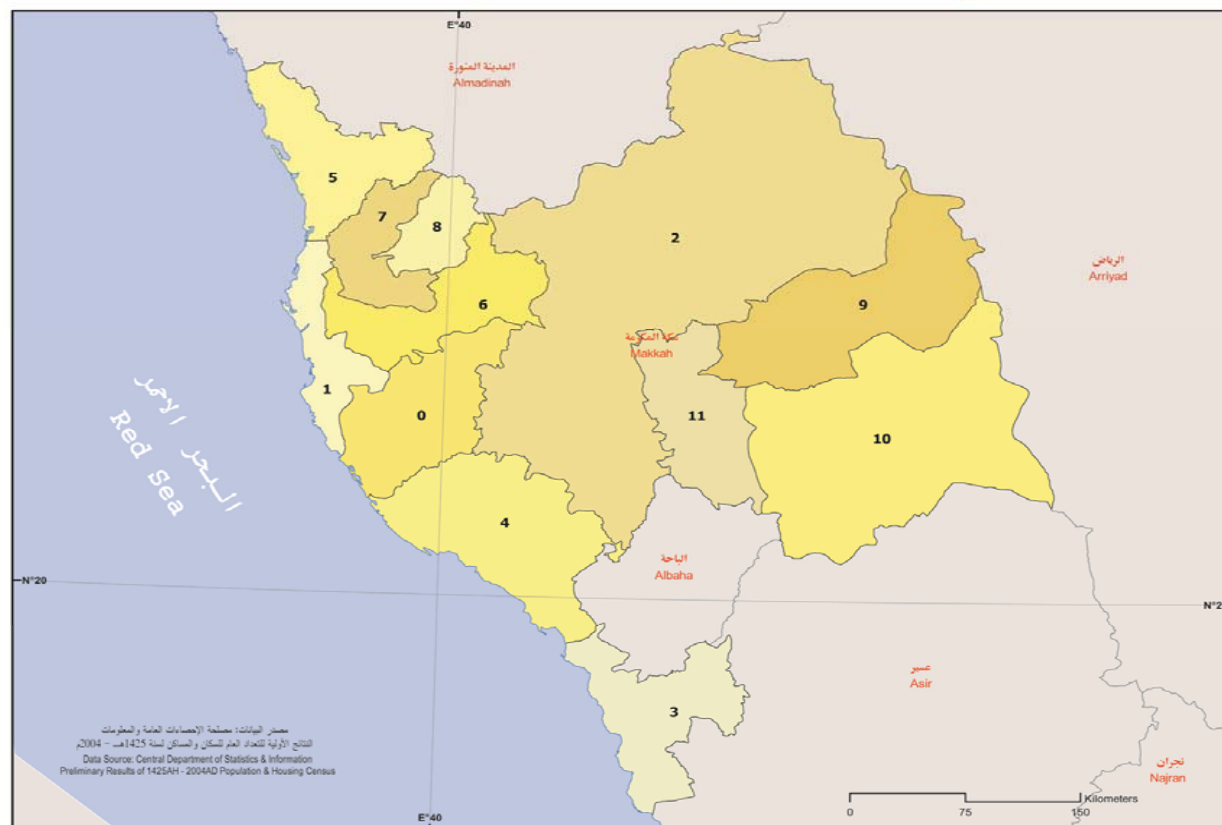 E°40
المدينة المنورة
Almadinah
5
7
8
2
الرياض
Arriyad
6
9
مكة المكرمة
Makkah
1
0
11
10
البحر الاحمر
Red Sea
4
الباحة
Albaha
N°20
N°2
عسير
Asir
3
مصدر البيانات: مصلحة الإحصاءات العامة والمعلومات
النتائج الأولية للتعداد العام للسكان والمساكن لسنة 1425هـ - 2004م
Data Source: Central Department of Statistics & Information
Preliminary Results of 1425AH - 2004AD Population & Housing Census
نجران
Najran
Kilometers
0 75 150
E°40